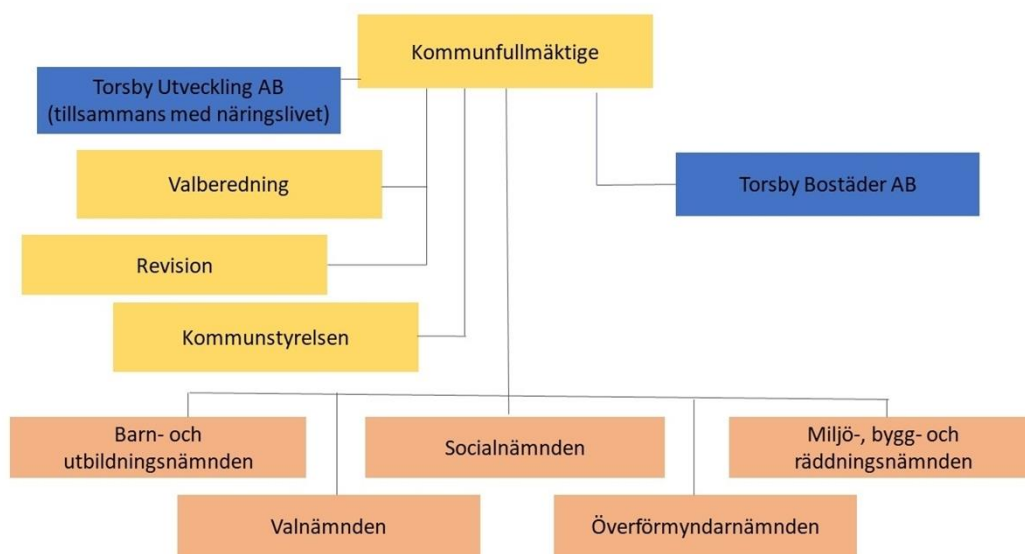 Kommunfullmäktige
Torsby Utveckling AB
(tillsammans med näringslivet)
Valberedning
Torsby Bostäder AB
Revision
Kommunstyrelsen
Barn- och
utbildningsnämnden
Socialnämnden
Miljö-, bygg- och
räddningsnämnden
Valnämnden
Överförmyndarnämnden